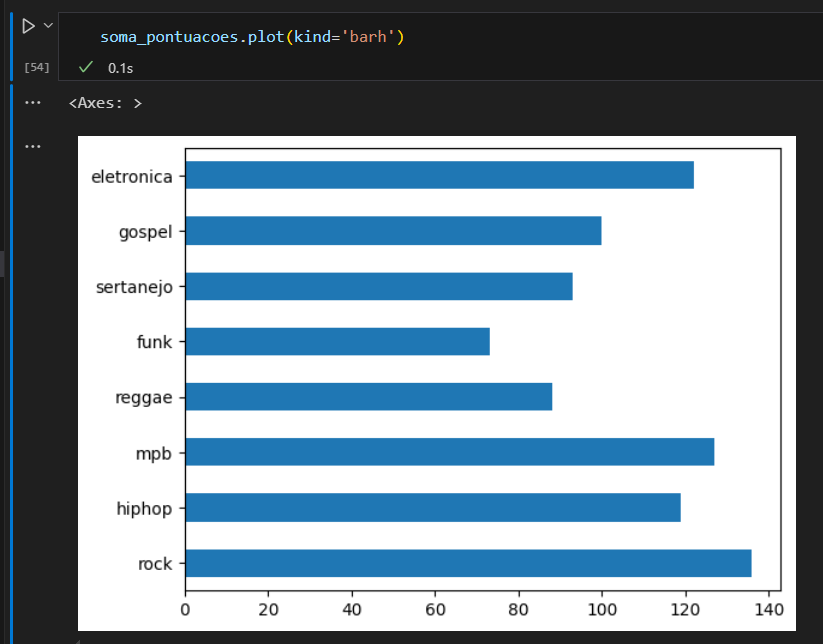 soma_pontuacoes.plot(kind='barh')
[54]
0.1s
<Axes: >
eletronica
gospel
sertanejo
funk
reggae
mpb
hiphop
rock
0 20 40 60 80 100 120 140